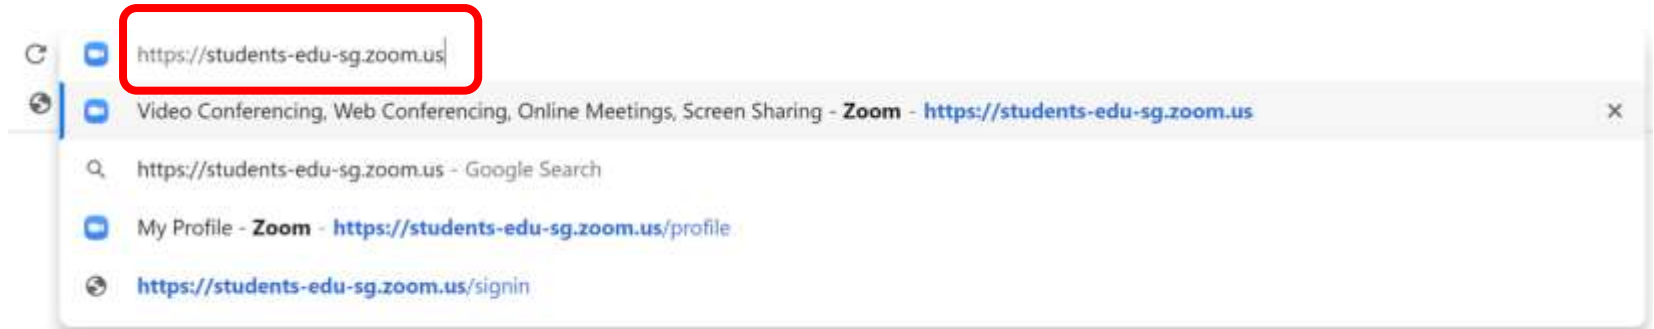 https://students-edu-sg.zoom.us
Video Conferencing, Web Conferencing, Online Meetings, Screen Sharing - Zoom - https://students-edu-sg.zoom.us
https://students-edu-sg.zoom.us - Google Search
My Profile - Zoom - https://students-edu-sg.zoom.us/profile
https://students-edu-sg.zoom.us/signin